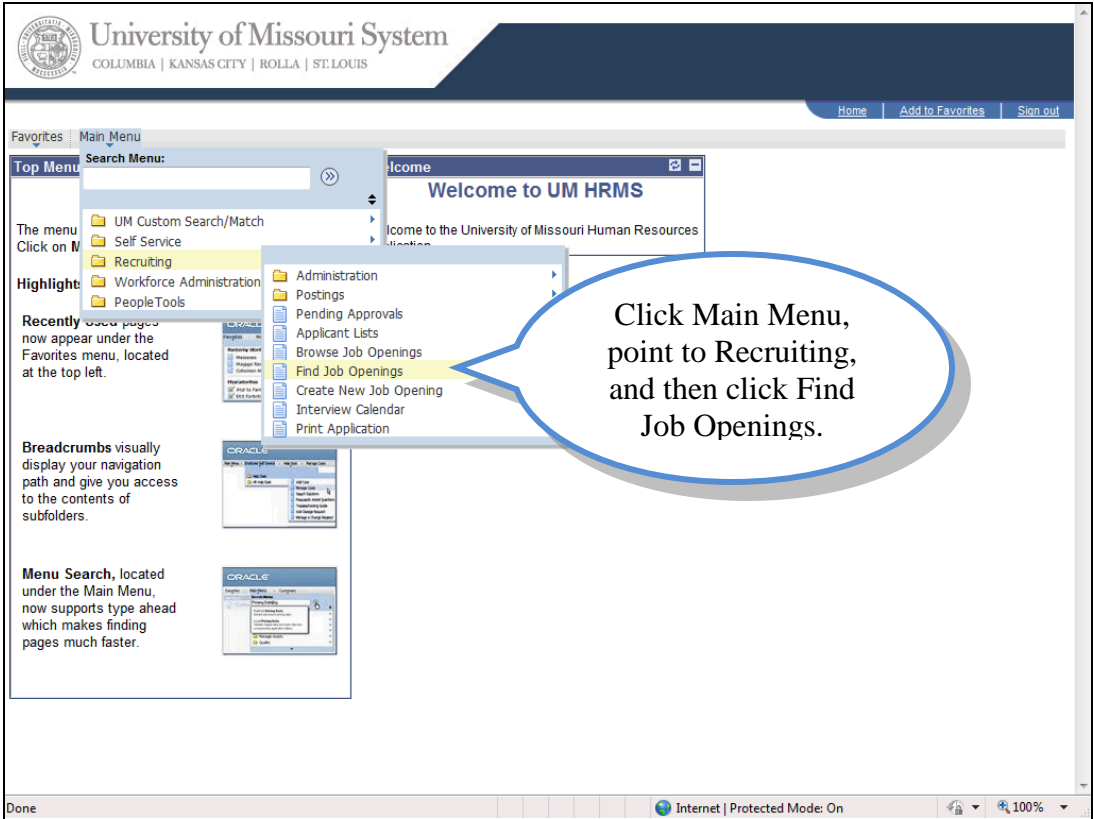 University of Missouri System
COLUMBIA | KANSAS CITY | ROLLA | ST. LOUIS
Home | Add to Favorites | Sign out
Favorites Main Menu
Top Menu
Search Menu:
elcome
Welcome to UM HRMS
The menu
lcome to the University of Missouri Human Resources
Click on M
UM Custom Search/Match
Self Service
Recruiting
Workforce Administration
PeopleTools
Highlight
Administration
Postings
Pending Approvals
Applicant Lists
Browse Job Openings
Find Job Openings
Create New Job Opening
Interview Calendar
Print Application
Click Main Menu,
point to Recruiting,
and then click Find
Job Openings.
Recently Used pages
now appear under the
Favorites menu, located
at the top left.
Breadcrumbs visually
display your navigation
path and give you access
to the contents of
subfolders.
ORACLE
Menu Search, located
under the Main Menu,
now supports type ahead
which makes finding
pages much faster.
ORACLE
Done
Internet | Protected Mode: On
100%